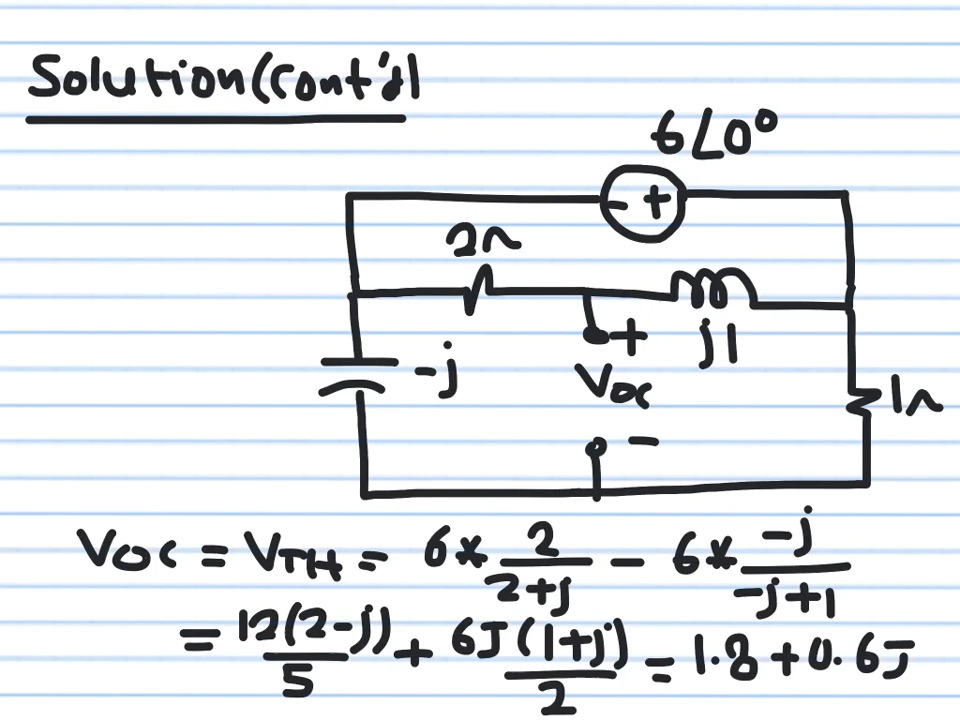 Solution(Cont'd)
6∠0°
- +
2Ω
+
j1
-j
Voc
1Ω
-
VOC = VTH = 6* 2/(2+j) - 6* -j/(-j+1)
= 12(2-j)/5 + 6J(1+j)/2 = 1.8+0.6J